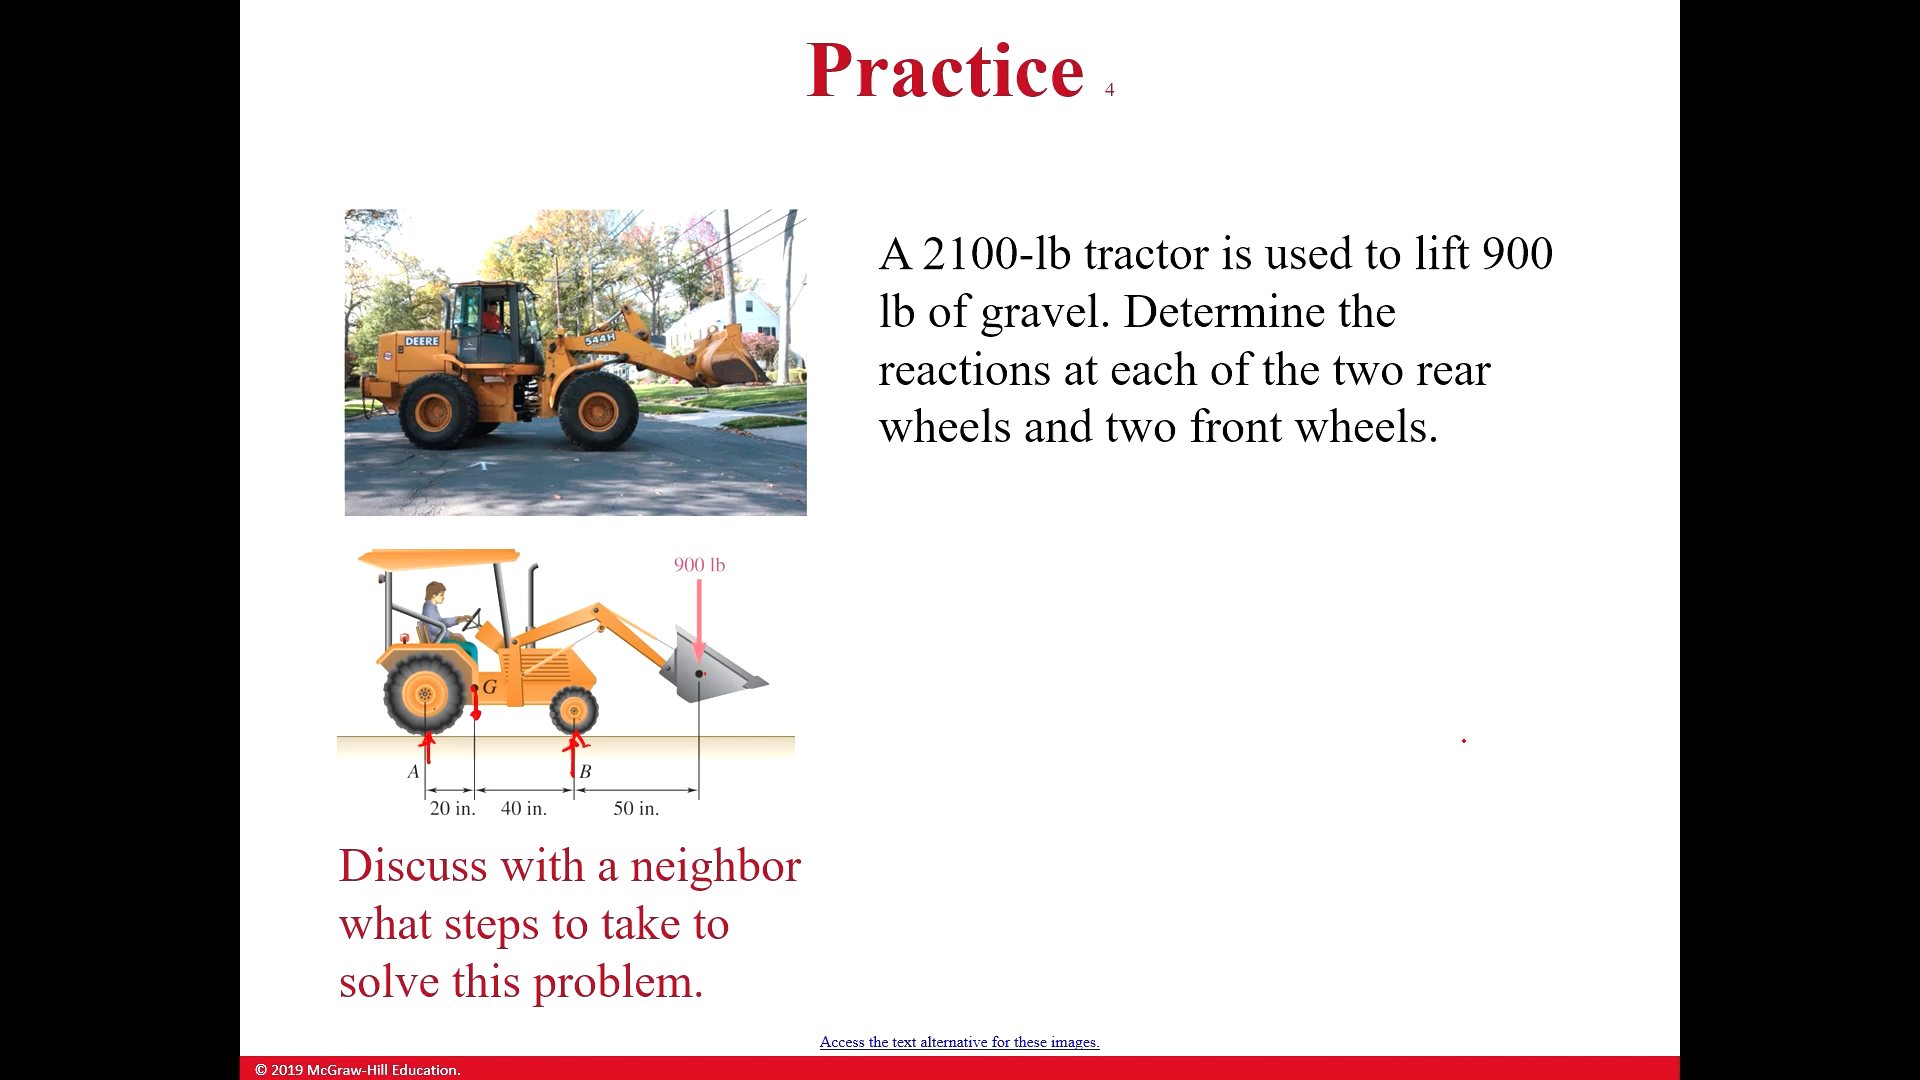 Practice 4
DEERE
544H
A 2100-lb tractor is used to lift 900
lb of gravel. Determine the
reactions at each of the two rear
wheels and two front wheels.
900 lb
G
A
B
20 in.
40 in.
50 in.
Discuss with a neighbor
what steps to take to
solve this problem.
Access the text alternative for these images.
© 2019 McGraw-Hill Education.